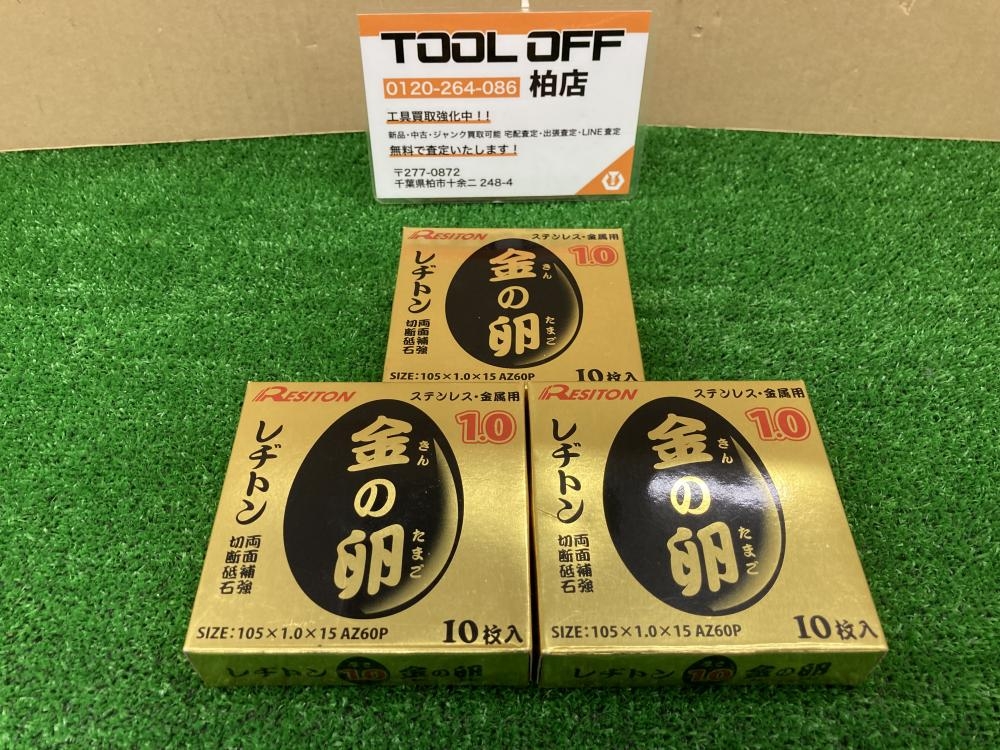 TOOL OFF
0120-264-086 柏店
工具買取強化中!!
新品・中古・ジャンク買取可能 宅配査定・出張査定・LINE査定
無料で査定いたします!
〒277-0872
千葉県柏市十余二 248-4
RESITON
ステンレス・金属用
1.0
レヂトン
両面補強
切断砥石
金の卵
きん
たまご
SIZE:105×1.0×15 AZ60P
10枚入
RESITON
ステンレス・金属用
1.0
レヂトン
両面補強
切断砥石
金の卵
きん
たまご
SIZE:105×1.0×15 AZ60P
10枚入
レヂトン 1.0 金の卵
RESITON
ステンレス・金属用
1.0
レヂトン
両面補強
切断砥石
金の卵
きん
たまご
SIZE:105×1.0×15 AZ60P
10枚入
レヂトン 1.0 金の卵